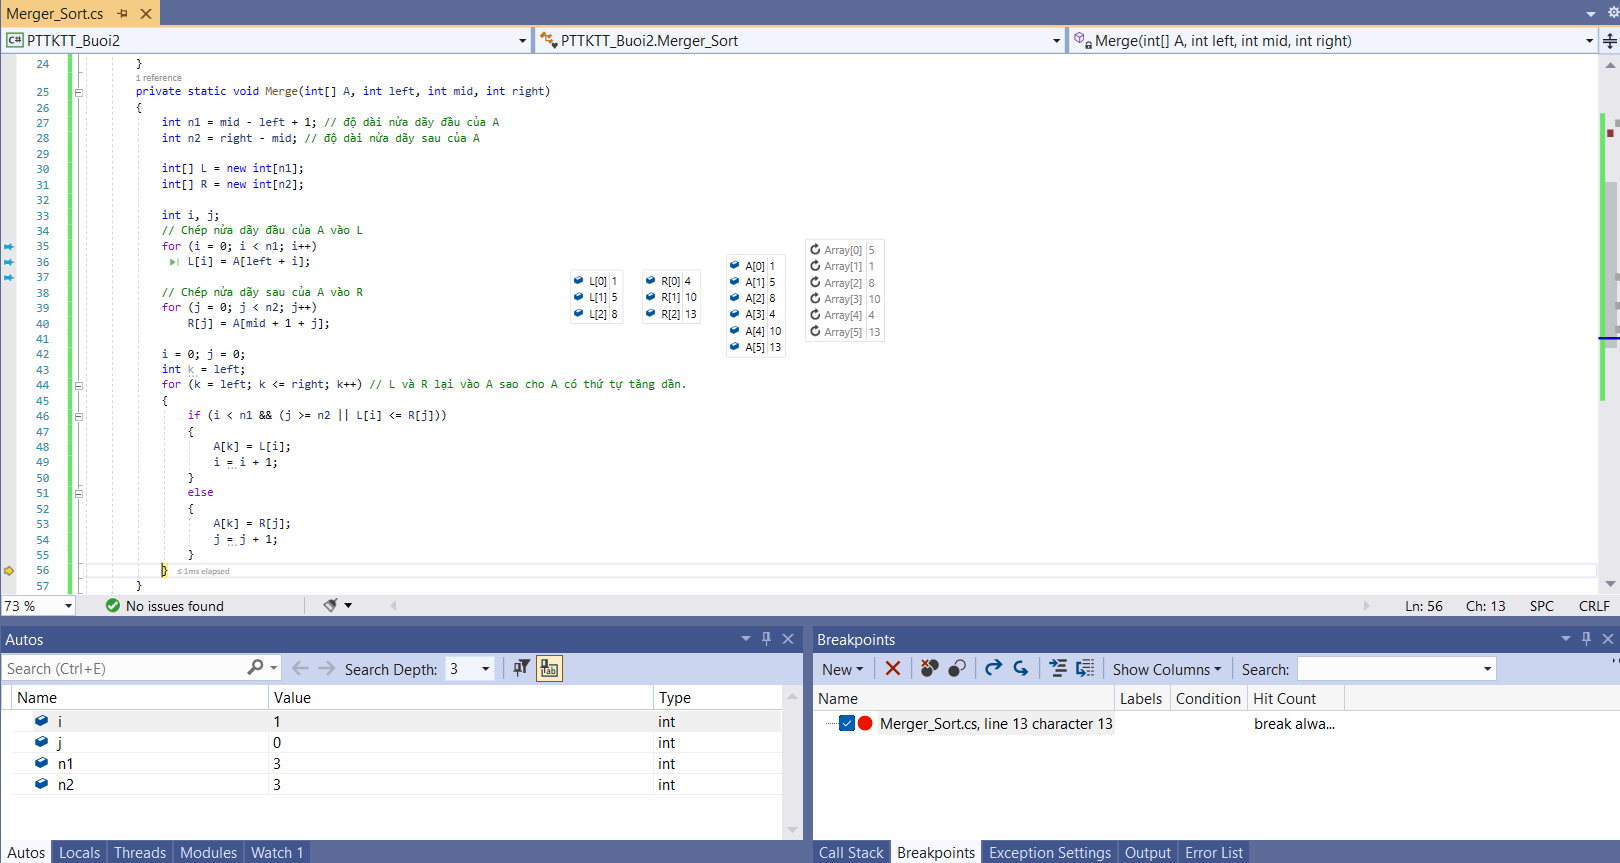 Merger_Sort.cs
PTTKTT_Buoi2
PTTKTT_Buoi2.Merger_Sort
Merge(int[] A, int left, int mid, int right)
24 }
1 reference
25 private static void Merge(int[] A, int left, int mid, int right)
26 {
27 int n1 = mid - left + 1; // độ dài nửa dãy đầu của A
28 int n2 = right - mid; // độ dài nửa dãy sau của A
29
30 int[] L = new int[n1];
31 int[] R = new int[n2];
32
33 int i, j;
34 // Chép nửa dãy đầu của A vào L
35 for (i = 0; i < n1; i++)
36 L[i] = A[left + i];
37
38 // Chép nửa dãy sau của A vào R
39 for (j = 0; j < n2; j++)
40 R[j] = A[mid + 1 + j];
41
42 i = 0; j = 0;
43 int k = left;
44 for (k = left; k <= right; k++) // L và R lại vào A sao cho A có thứ tự tăng dần.
45 {
46 if (i < n1 && (j >= n2 || L[i] <= R[j]))
47 {
48 A[k] = L[i];
49 i = i + 1;
50 }
51 else
52 {
53 A[k] = R[j];
54 j = j + 1;
55 }
56 } ≤ 1ms elapsed
57 }
L[0] 1
L[1] 5
L[2] 8
R[0] 4
R[1] 10
R[2] 13
A[0] 1
A[1] 5
A[2] 8
A[3] 4
A[4] 10
A[5] 13
Array[0] 5
Array[1] 1
Array[2] 8
Array[3] 10
Array[4] 4
Array[5] 13
73 %
No issues found
Ln: 56 Ch: 13 SPC CRLF
Autos
Search (Ctrl+E)
Search Depth: 3
Name Value Type
i 1 int
j 0 int
n1 3 int
n2 3 int
Autos Locals Threads Modules Watch 1
Breakpoints
New
Show Columns
Search:
Name Labels Condition Hit Count
Merger_Sort.cs, line 13 character 13 break alwa...
Call Stack Breakpoints Exception Settings Output Error List